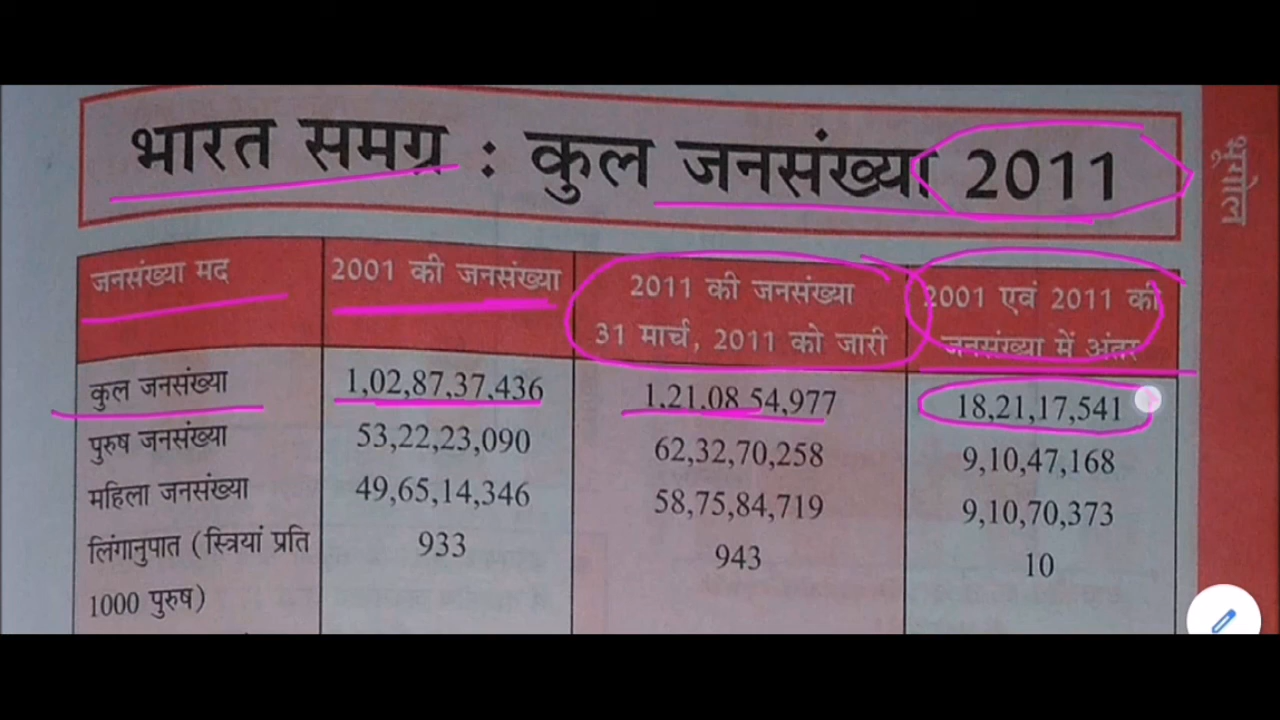 भारत समग्र : कुल जनसंख्या 2011
भूगोल
जनसंख्या मद
2001 की जनसंख्या
2011 की जनसंख्या
31 मार्च, 2011 को जारी
2001 एवं 2011 की
जनसंख्या में अंतर
कुल जनसंख्या 1,02,87,37,436 1,21,08 54,977 18,21,17,541
पुरुष जनसंख्या 53,22,23,090 62,32,70,258 9,10,47,168
महिला जनसंख्या 49,65,14,346 58,75,84,719 9,10,70,373
लिंगानुपात (स्त्रियां प्रति 933 943 10
1000 पुरुष)